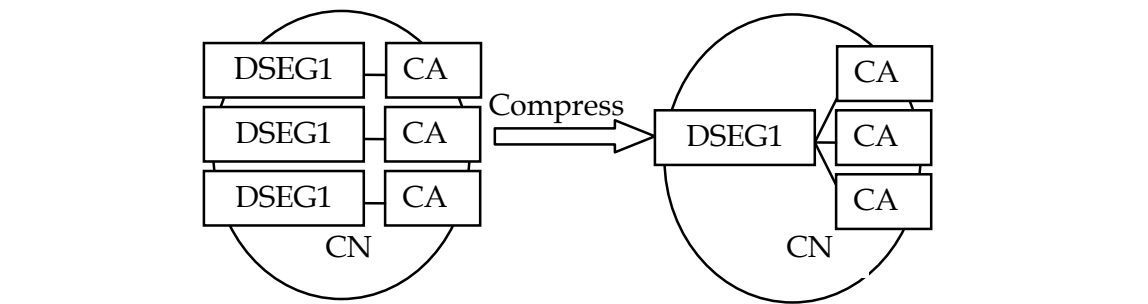 DSEG1 CA
DSEG1 CA
DSEG1 CA
CN
Compress
DSEG1
CA
CA
CA
CN